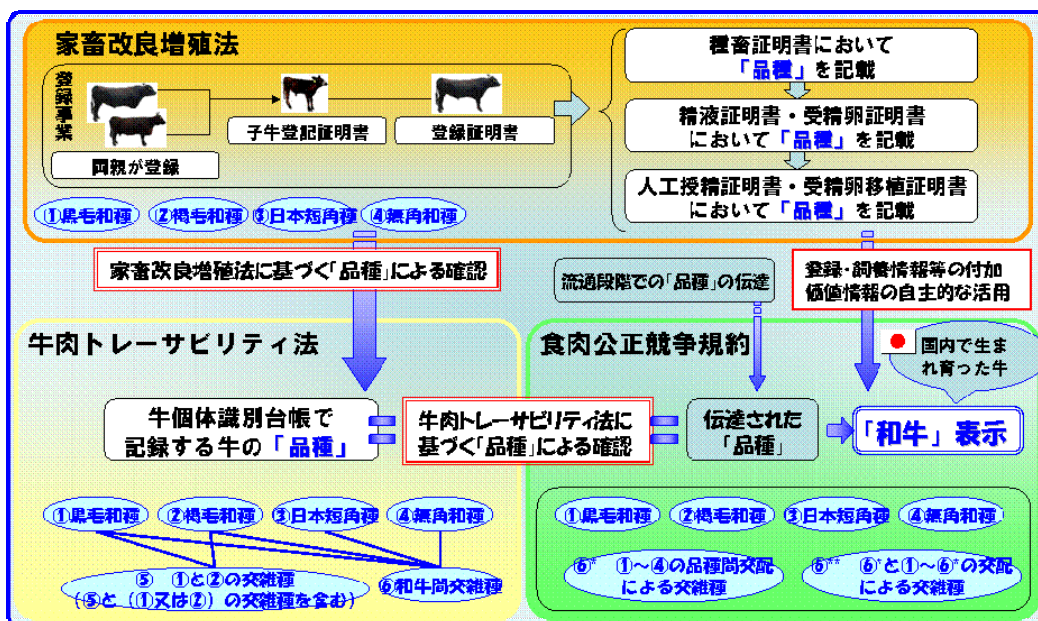 家畜改良増殖法
登録事業
両親が登録
子牛登記証明書
登録証明書
種畜証明書において
「品種」を記載
精液証明書・受精卵証明書
において「品種」を記載
人工授精証明書・受精卵移植証明書
において「品種」を記載
①黒毛和種
②褐毛和種
③日本短角種
④無角和種
家畜改良増殖法に基づく「品種」による確認
流通段階での「品種」の伝達
登録・飼養情報等の付加
価値情報の自主的な活用
牛肉トレーサビリティ法
牛個体識別台帳で
記録する牛の「品種」
牛肉トレーサビリティ法に
基づく「品種」による確認
食肉公正競争規約
伝達された
「品種」
国内で生ま
れ育った牛
「和牛」表示
①黒毛和種
②褐毛和種
③日本短角種
④無角和種
⑤ ①と②の交雑種
(⑤と(①又は②)の交雑種を含む)
⑥和牛間交雑種
①黒毛和種
②褐毛和種
③日本短角種
④無角和種
⑥* ①~④の品種間交配
による交雑種
⑥** ⑥*と①~⑥*の交配
による交雑種